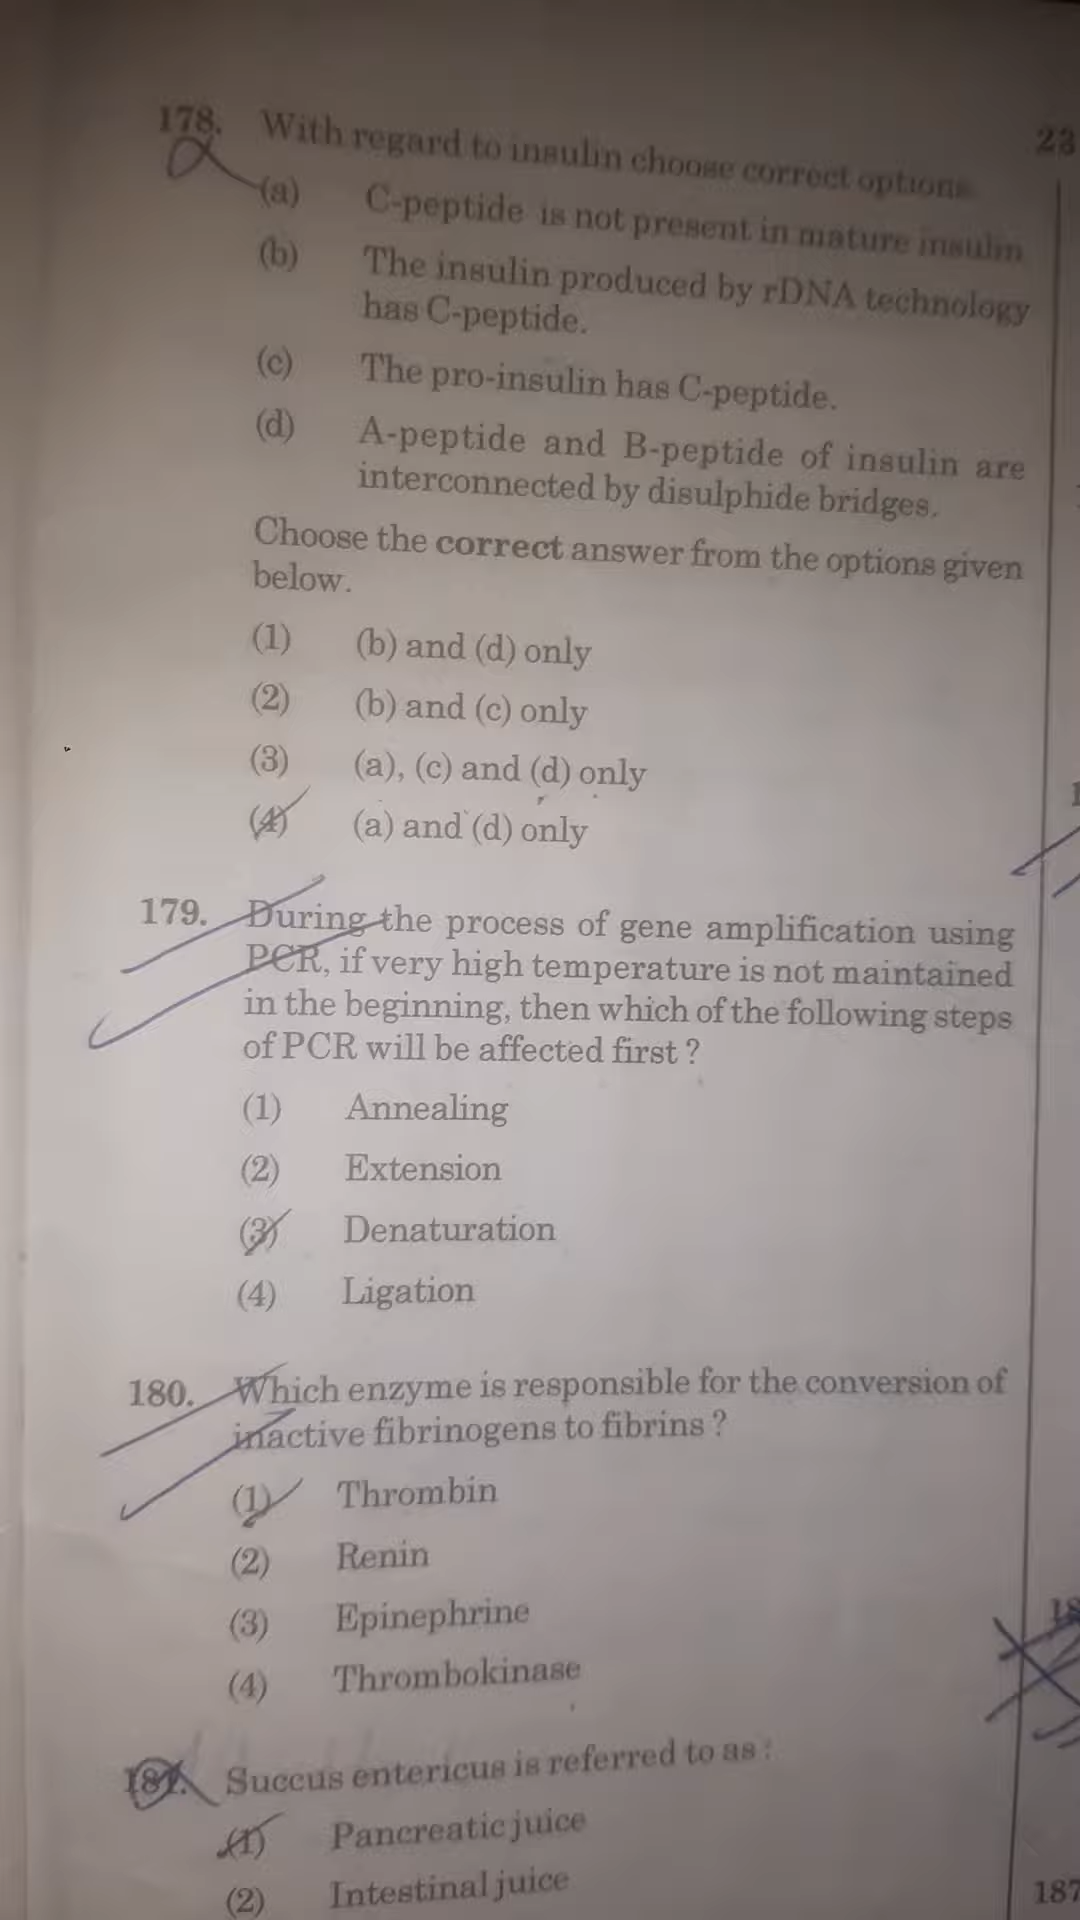 23
178. With regard to insulin choose correct options.
(a) C-peptide is not present in mature insulin
(b) The insulin produced by rDNA technology
has C-peptide.
(c) The pro-insulin has C-peptide.
(d) A-peptide and B-peptide of insulin are
interconnected by disulphide bridges.
Choose the correct answer from the options given
below.
(1) (b) and (d) only
(2) (b) and (c) only
(3) (a), (c) and (d) only
(4) (a) and (d) only
179. During the process of gene amplification using
PCR, if very high temperature is not maintained
in the beginning, then which of the following steps
of PCR will be affected first ?
(1) Annealing
(2) Extension
(3) Denaturation
(4) Ligation
180. Which enzyme is responsible for the conversion of
inactive fibrinogens to fibrins ?
(1) Thrombin
(2) Renin
(3) Epinephrine
(4) Thrombokinase
181. Succus entericus is referred to as :
(1) Pancreatic juice
(2) Intestinal juice
187